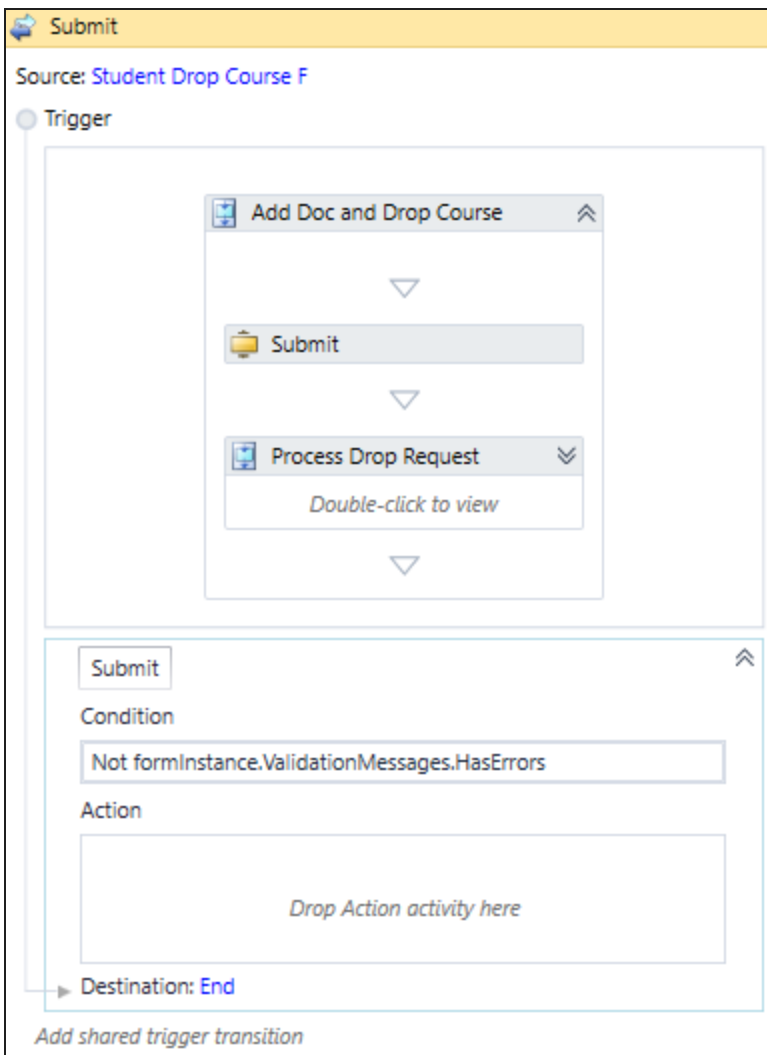 Submit
Source: Student Drop Course F
Trigger
Add Doc and Drop Course
Submit
Process Drop Request
Double-click to view
Submit
Condition
Not formInstance.ValidationMessages.HasErrors
Action
Drop Action activity here
Destination: End
Add shared trigger transition